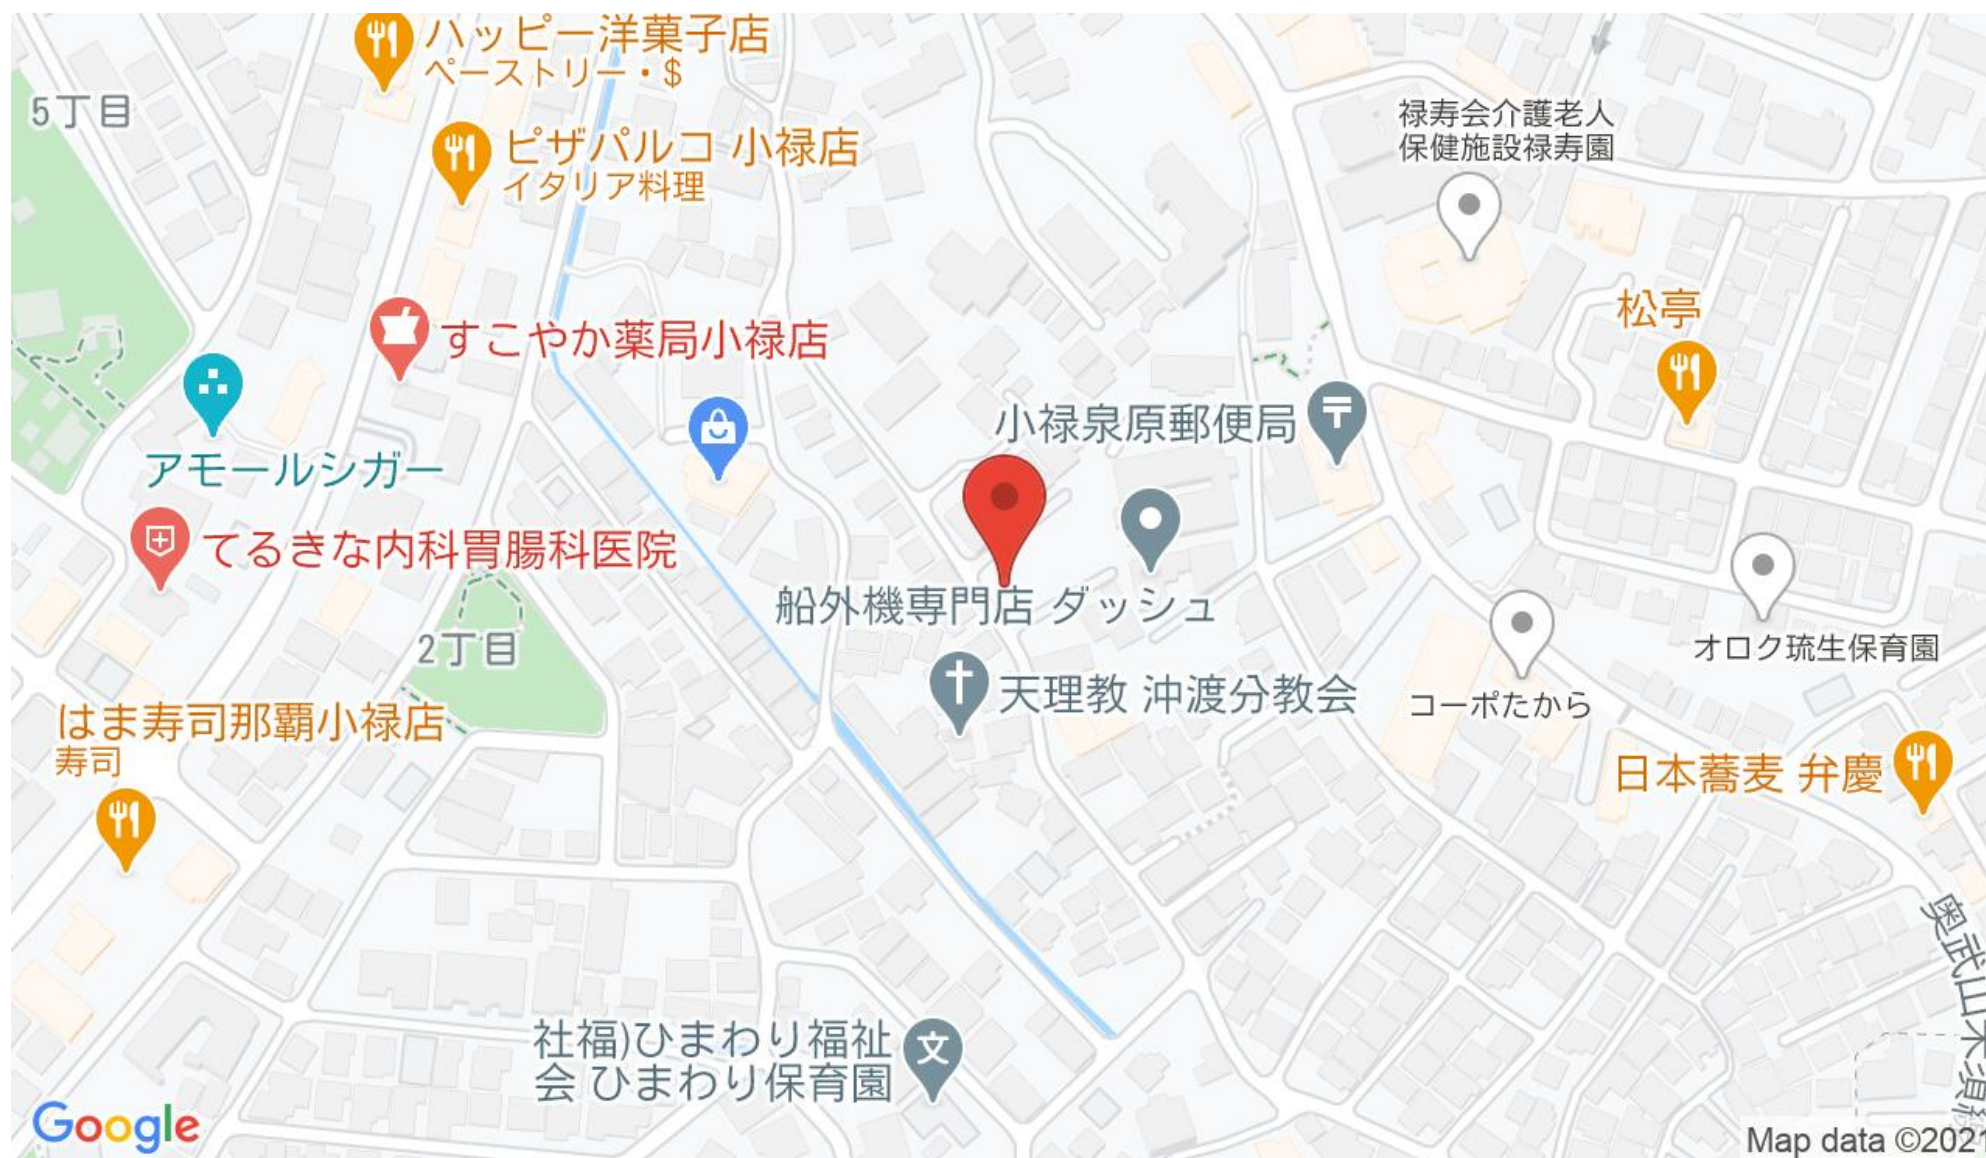 ハッピー洋菓子店
ペーストリー・$
5丁目
ピザパルコ 小禄店
イタリア料理
禄寿会介護老人
保健施設禄寿園
松亭
すこやか薬局小禄店
小禄泉原郵便局
アモールシガー
てるきな内科胃腸科医院
船外機専門店 ダッシュ
2丁目
オロク琉生保育園
天理教 沖渡分教会
コーポたから
はま寿司那覇小禄店
寿司
日本蕎麦 弁慶
奥武山米須線
社福)ひまわり福祉
会 ひまわり保育園
文
Google
Map data ©2021